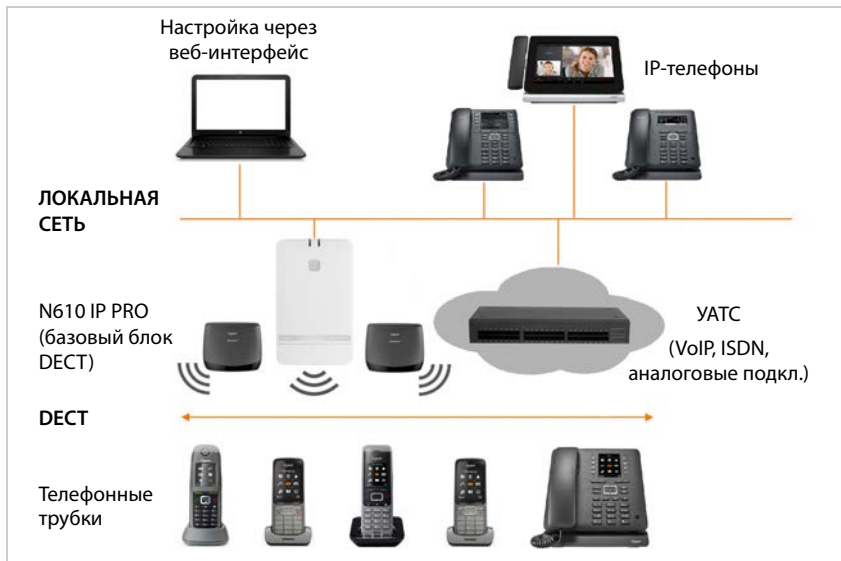 Настройка через
веб-интерфейс
IP-телефоны
ЛОКАЛЬНАЯ
СЕТЬ
N610 IP PRO
(базовый блок
DECT)
УАТС
(VoIP, ISDN,
аналоговые подкл.)
DECT
Телефонные
трубки